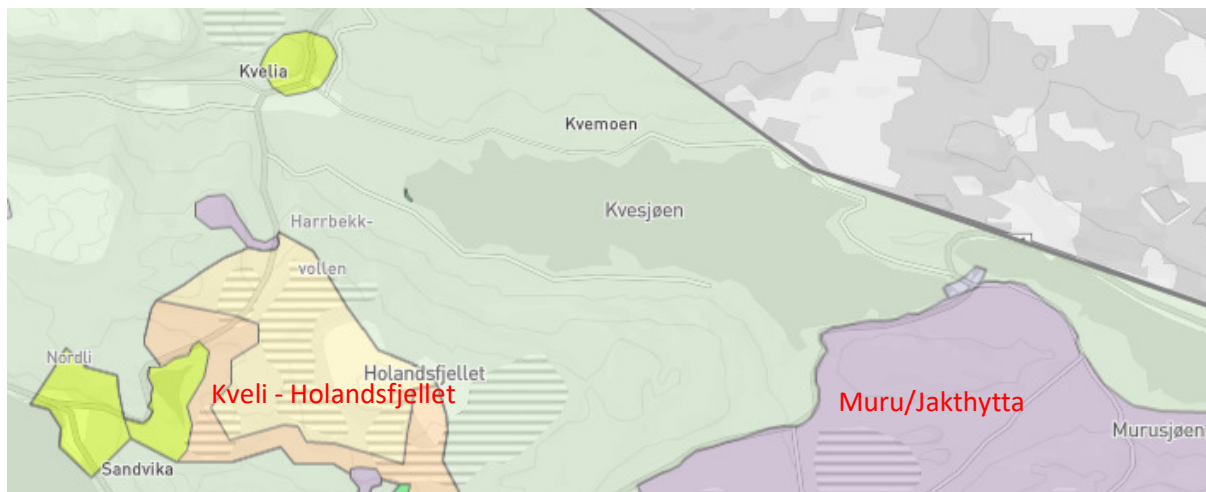 Kvelia
Kvemoen
Kvesjøen
Harrbekk-
vollen
Nordli
Holandsfjellet
Kveli - Holandsfjellet
Muru/Jakthytta
Murusjøen
Sandvika